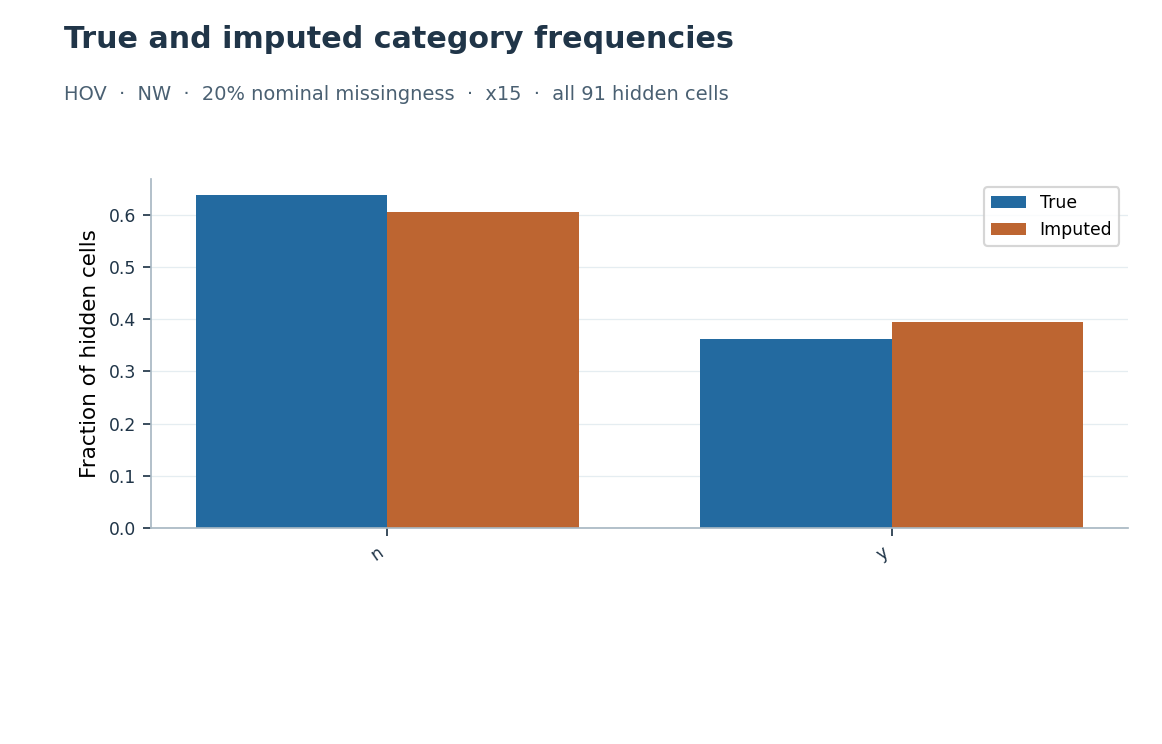 True and imputed category frequencies
HOV · NW · 20% nominal missingness · x15 · all 91 hidden cells
True
Imputed
Fraction of hidden cells
0.6
0.5
0.4
0.3
0.2
0.1
0.0
n
y